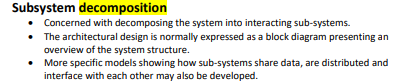 Subsystem decomposition
• Concerned with decomposing the system into interacting sub-systems.
• The architectural design is normally expressed as a block diagram presenting an
overview of the system structure.
• More specific models showing how sub-systems share data, are distributed and
interface with each other may also be developed.